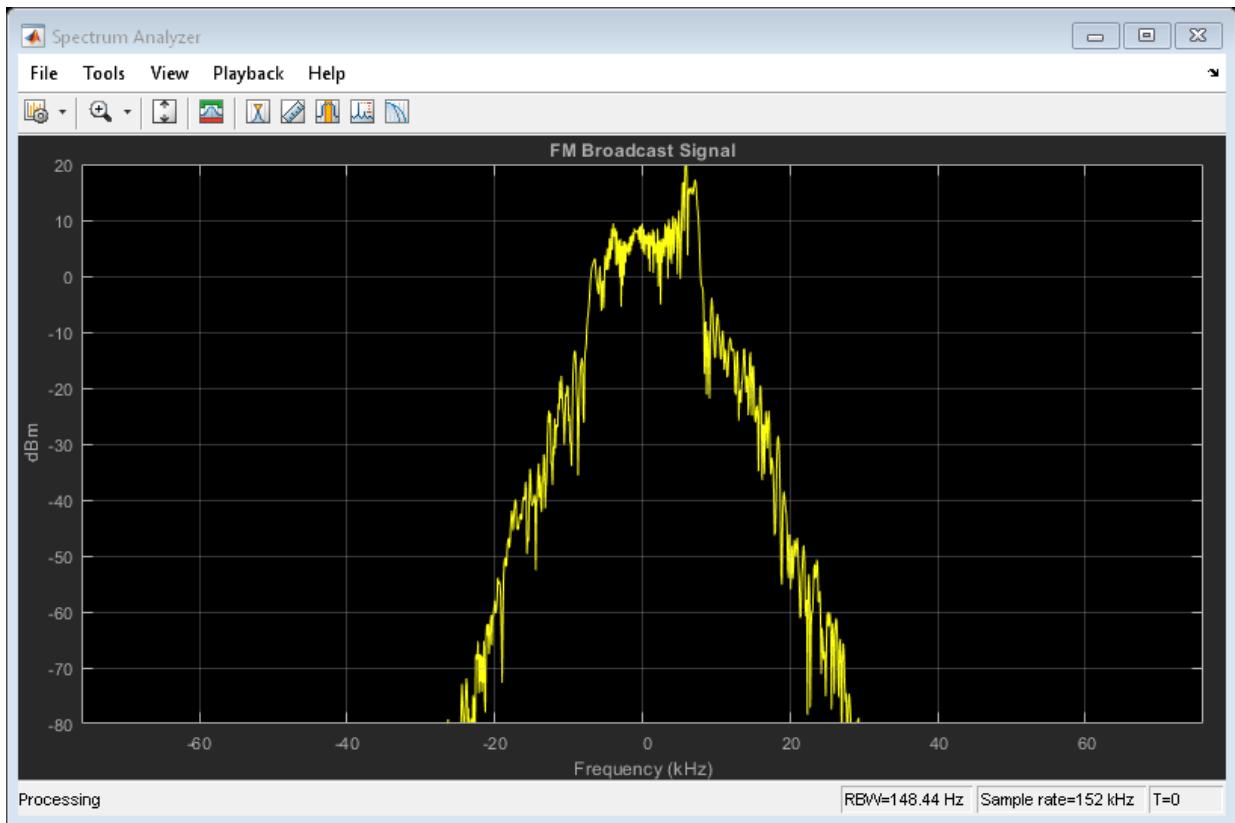 Spectrum Analyzer
File Tools View Playback Help
FM Broadcast Signal
20
10
0
-10
-20
-30
-40
-50
-60
-70
-80
dBm
-60 -40 -20 0 20 40 60
Frequency (kHz)
Processing RBW=148.44 Hz Sample rate=152 kHz T=0